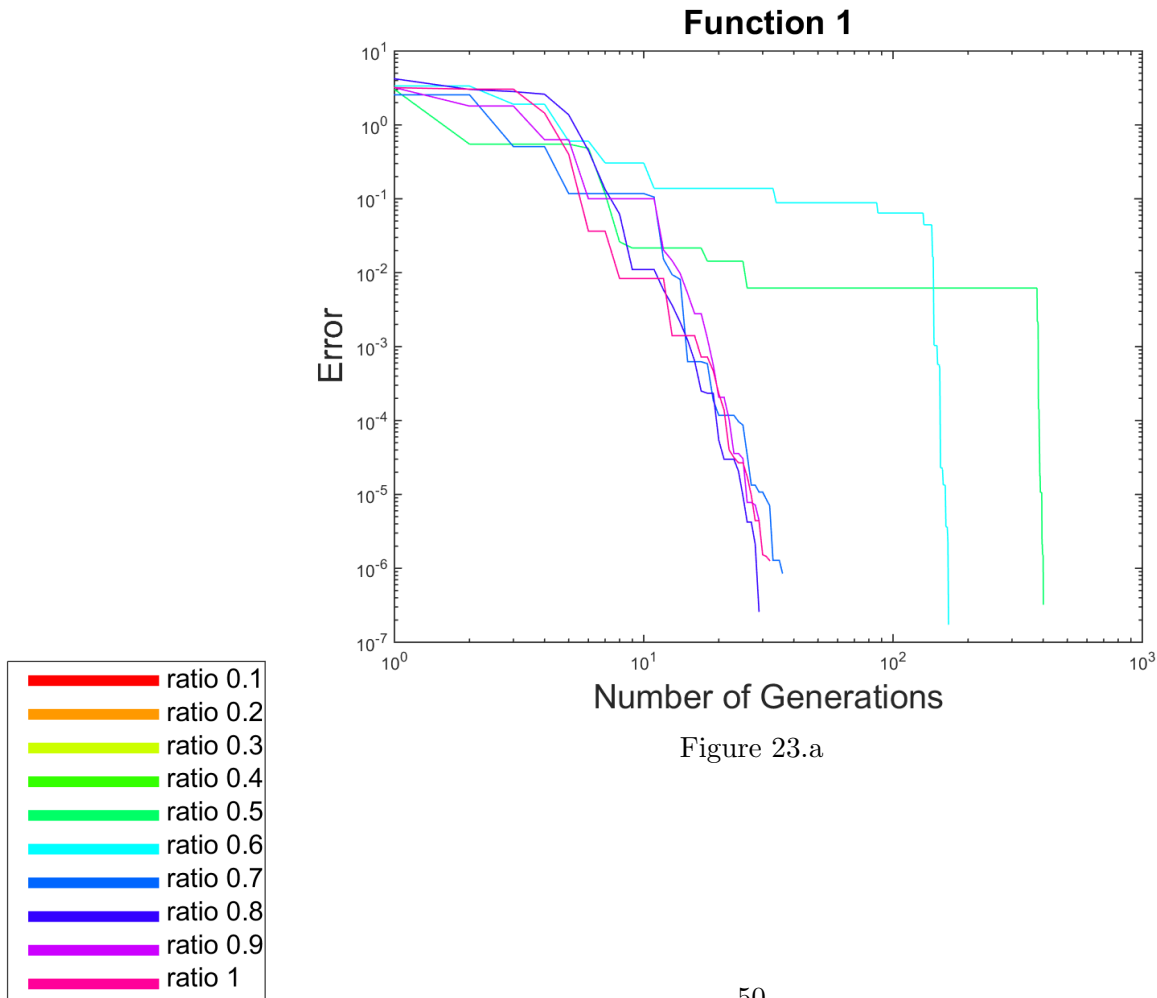 Function 1
10^1
10^0
10^-1
10^-2
10^-3
10^-4
10^-5
10^-6
10^-7
Error
10^0 10^1 10^2 10^3
Number of Generations
Figure 23.a
ratio 0.1
ratio 0.2
ratio 0.3
ratio 0.4
ratio 0.5
ratio 0.6
ratio 0.7
ratio 0.8
ratio 0.9
ratio 1
50